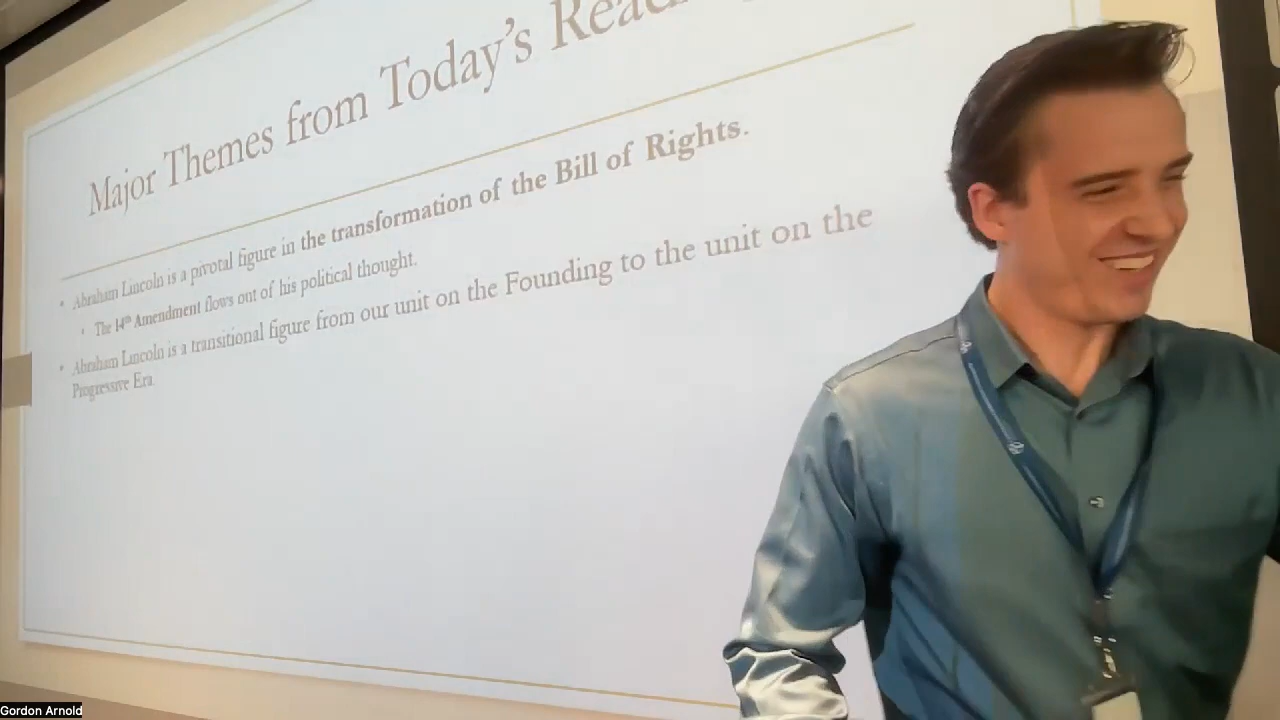 Major Themes from Today's
Abraham Lincoln is a pivotal figure in the transformation of the Bill of Rights.
The 14th Amendment flows out of his political thought.
Abraham Lincoln is a transitional figure from our unit on the Founding to the unit on the
Progressive Era
Gordon Arnold